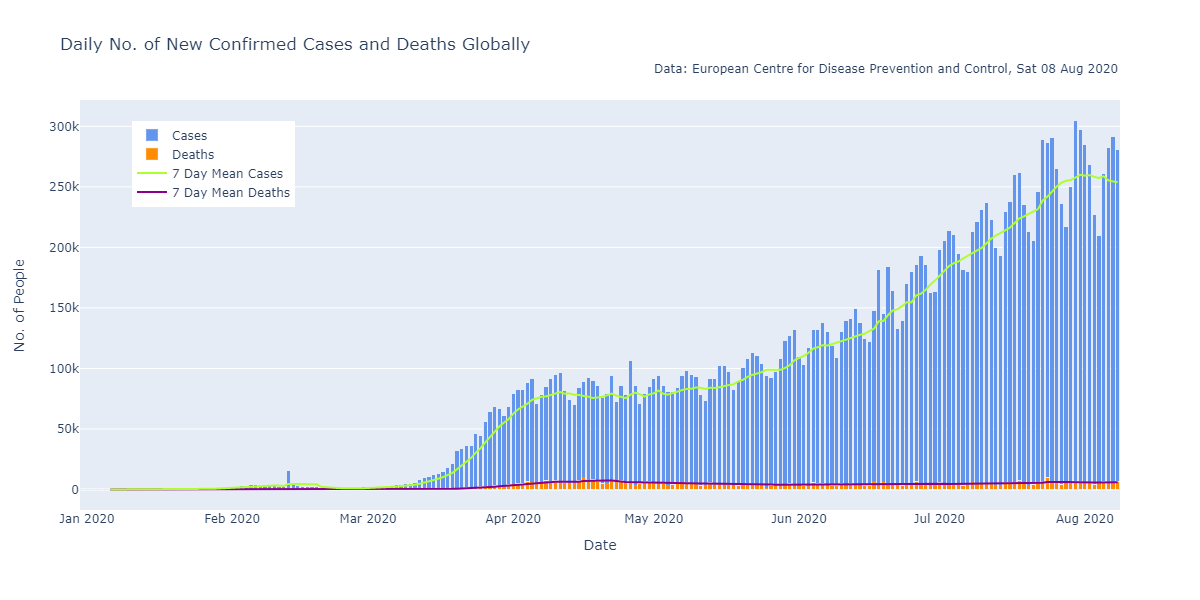 Daily No. of New Confirmed Cases and Deaths Globally
Data: European Centre for Disease Prevention and Control, Sat 08 Aug 2020
Cases
Deaths
7 Day Mean Cases
7 Day Mean Deaths
300k
250k
200k
150k
100k
50k
0
No. of People
Jan 2020 Feb 2020 Mar 2020 Apr 2020 May 2020 Jun 2020 Jul 2020 Aug 2020
Date